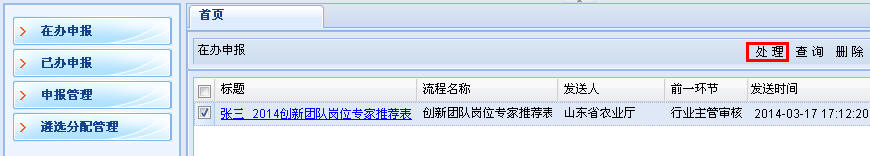 在办申报
已办申报
申报管理
遴选分配管理
首页
在办申报 处 理 查 询 删 除
标题 流程名称 发送人 前一环节 发送时间
张三_2014创新团队岗位专家推荐表 创新团队岗位专家推荐表 山东省农业厅 行业主管审核 2014-03-17 17:12:20